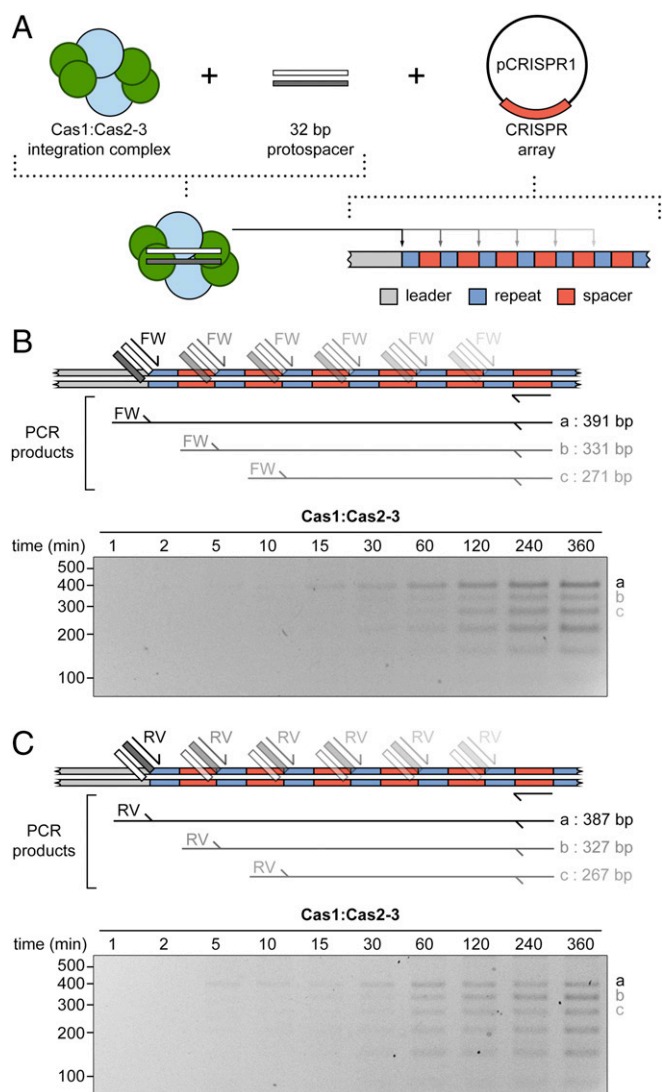 A
Cas1:Cas2-3
integration complex
+
32 bp
protospacer
+
pCRISPR1
CRISPR
array
leader
repeat
spacer
B
FW FW FW FW FW FW
PCR
products
FW
a : 391 bp
FW
b : 331 bp
FW
c : 271 bp
Cas1:Cas2-3
time (min) 1 2 5 10 15 30 60 120 240 360
500
400
300
200
100
a
b
c
C
RV RV RV RV RV RV
PCR
products
RV
a : 387 bp
RV
b : 327 bp
RV
c : 267 bp
Cas1:Cas2-3
time (min) 1 2 5 10 15 30 60 120 240 360
500
400
300
200
100
a
b
c